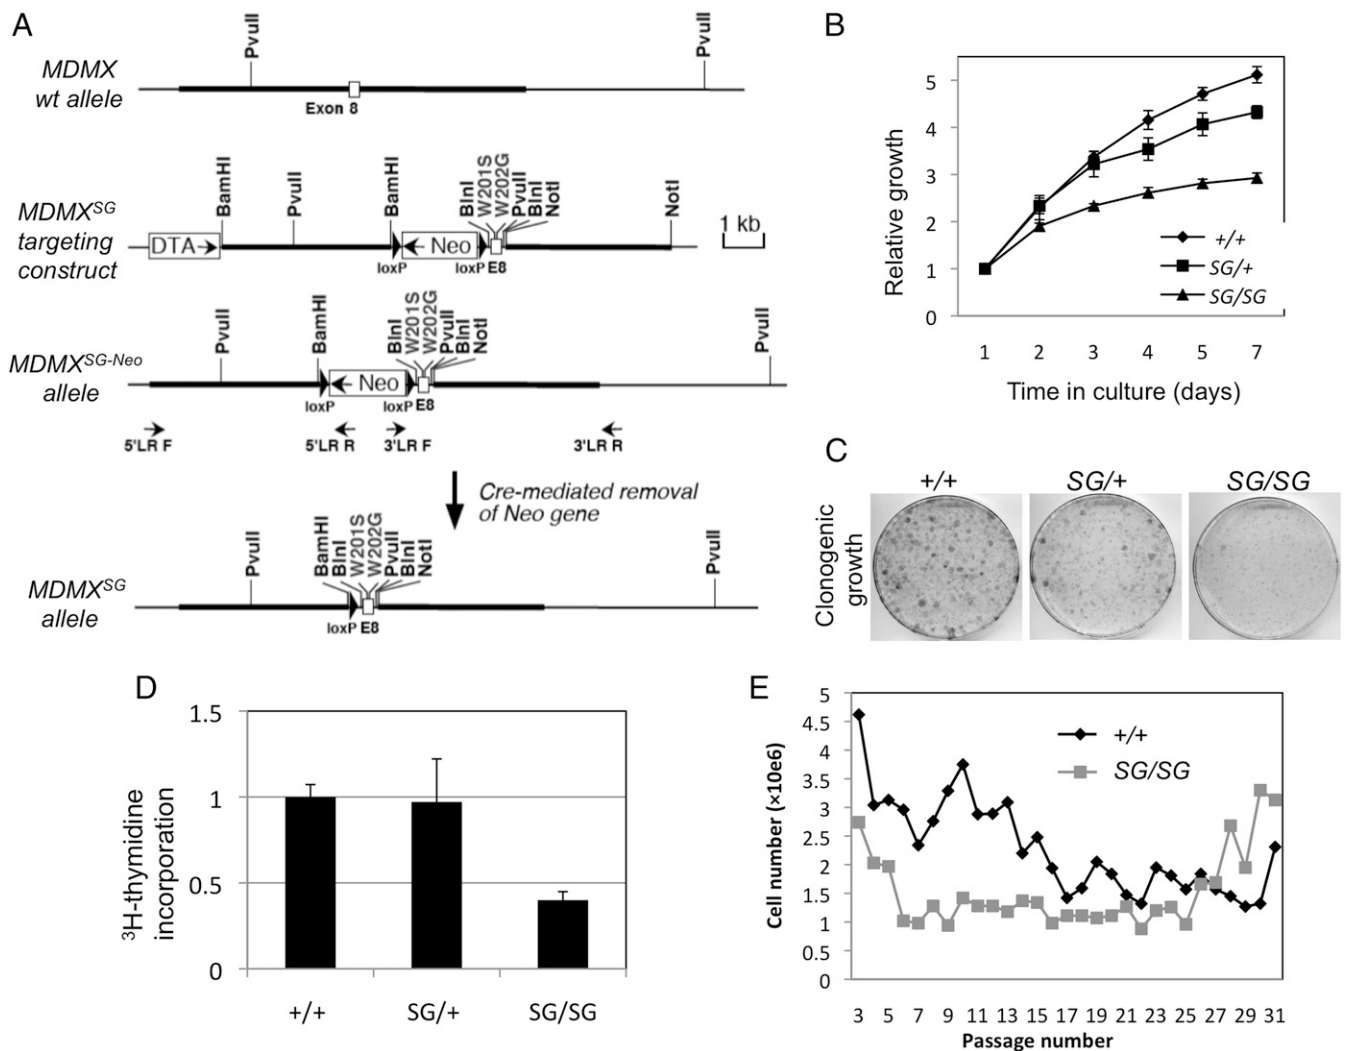 A
PvuII
PvuII
MDMX
wt allele
Exon 8
MDMX^SG
targeting
construct
BamHI
PvuII
BamHI
BlnI
W201S
W202G
PvuII
BlnI
NotI
NotI
1 kb
DTA
Neo
loxP
loxP E8
MDMX^SG-Neo
allele
PvuII
BamHI
BlnI
W201S
W202G
PvuII
BlnI
NotI
PvuII
Neo
loxP
loxP E8
5'LR F
5'LR R
3'LR F
3'LR R
Cre-mediated removal
of Neo gene
MDMX^SG
allele
PvuII
BamHI
BlnI
W201S
W202G
PvuII
BlnI
NotI
PvuII
loxP E8
B
Relative growth
5
4
3
2
1
0
+/+
SG/+
SG/SG
1 2 3 4 5 7
Time in culture (days)
C
+/+ SG/+ SG/SG
Clonogenic
growth
D
³H-thymidine
incorporation
1.5
1
0.5
0
+/+ SG/+ SG/SG
E
Cell number (×10e6)
5
4.5
4
3.5
3
2.5
2
1.5
1
0.5
0
+/+
SG/SG
3 5 7 9 11 13 15 17 19 21 23 25 27 29 31
Passage number